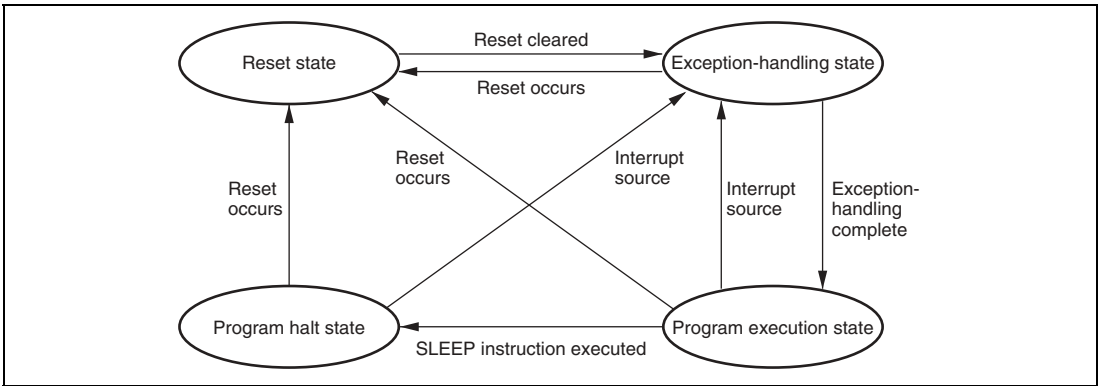 Reset cleared
Reset state
Exception-handling state
Reset occurs
Reset
occurs
Interrupt
source
Reset
occurs
Interrupt
source
Exception-
handling
complete
Program halt state
Program execution state
SLEEP instruction executed